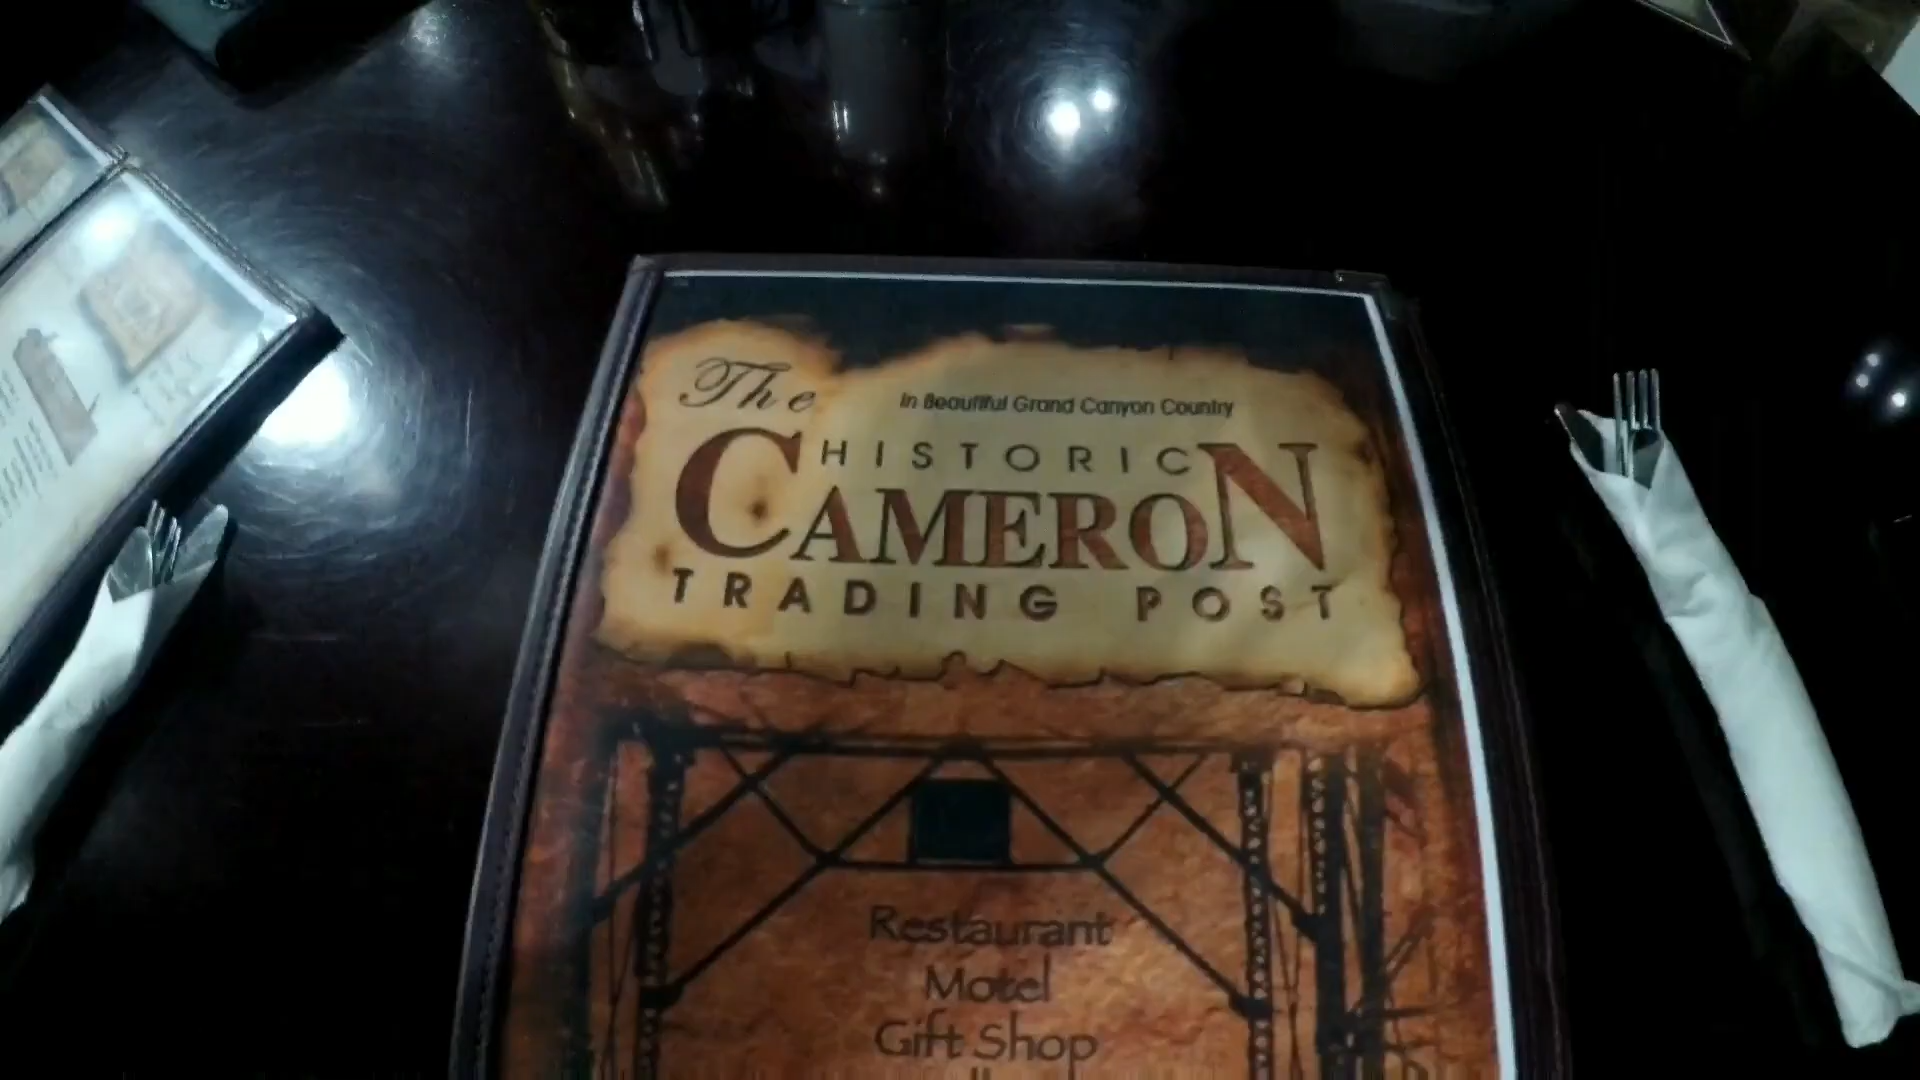 The
In Beautiful Grand Canyon Country
HISTORIC
CAMERON
TRADING POST
Restaurant
Motel
Gift Shop